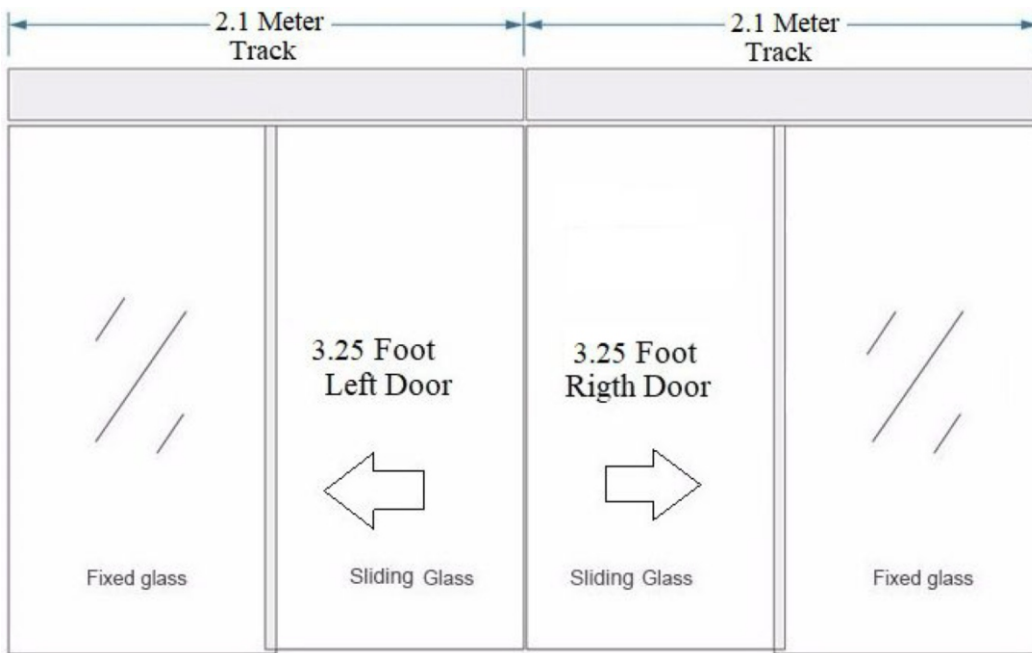 2.1 Meter
Track
2.1 Meter
Track
3.25 Foot
Left Door
3.25 Foot
Rigth Door
Fixed glass
Sliding Glass
Sliding Glass
Fixed glass